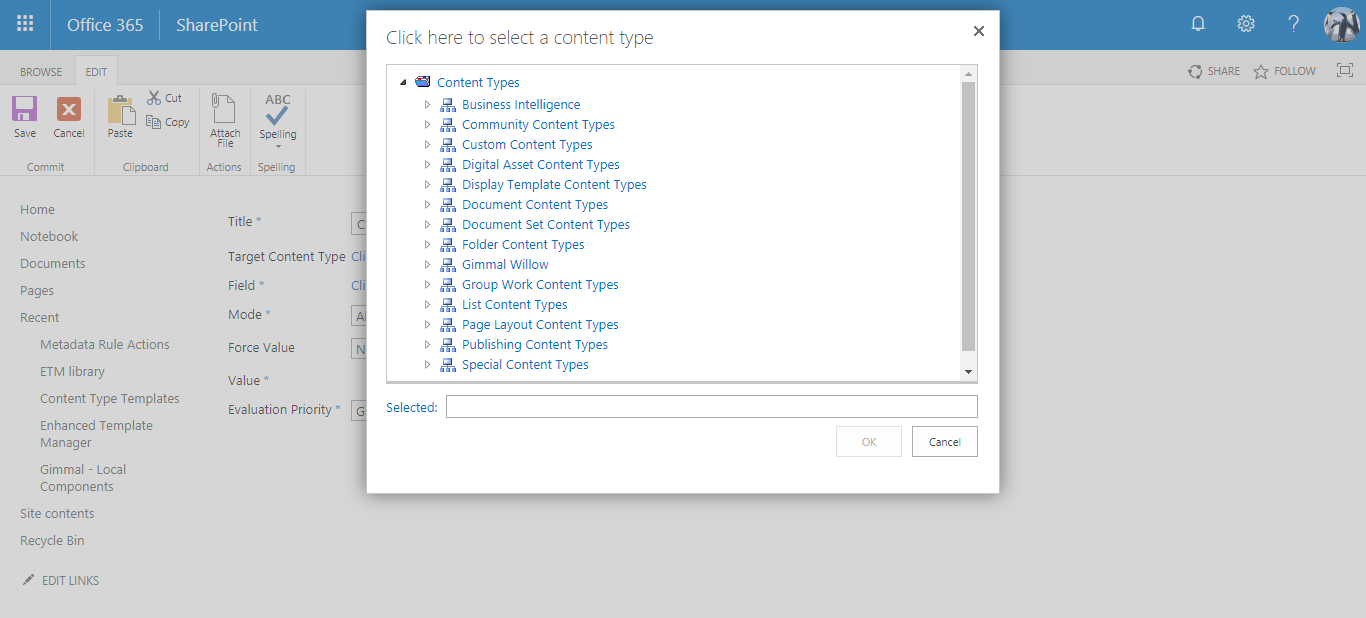 Office 365
SharePoint
BROWSE
EDIT
SHARE
FOLLOW
Save
Cancel
Paste
Cut
Copy
Attach
File
ABC
Spelling
Commit
Clipboard
Actions
Spelling
Home
Notebook
Documents
Pages
Recent
Metadata Rule Actions
ETM library
Content Type Templates
Enhanced Template
Manager
Gimmal - Local
Components
Site contents
Recycle Bin
EDIT LINKS
Title *
C
Target Content Type Cli
Field *
Cli
Mode *
Al
Force Value
N
Value *
Evaluation Priority *
G
Click here to select a content type
Content Types
Business Intelligence
Community Content Types
Custom Content Types
Digital Asset Content Types
Display Template Content Types
Document Content Types
Document Set Content Types
Folder Content Types
Gimmal Willow
Group Work Content Types
List Content Types
Page Layout Content Types
Publishing Content Types
Special Content Types
Selected:
OK
Cancel